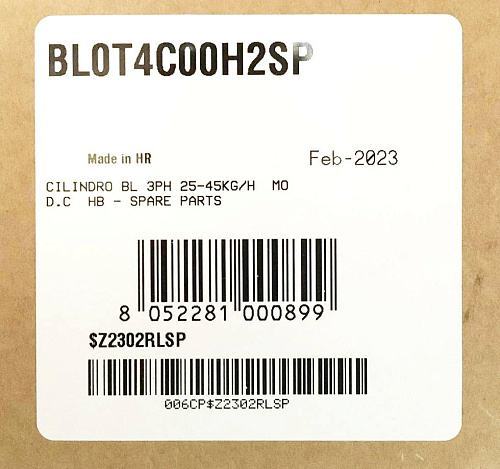 BL0T4C00H2SP
Made in HR
Feb-2023
CILINDRO BL 3PH 25-45KG/H MO
D.C HB - SPARE PARTS
8 052281 000899
$Z2302RLSP
006CP$Z2302RLSP